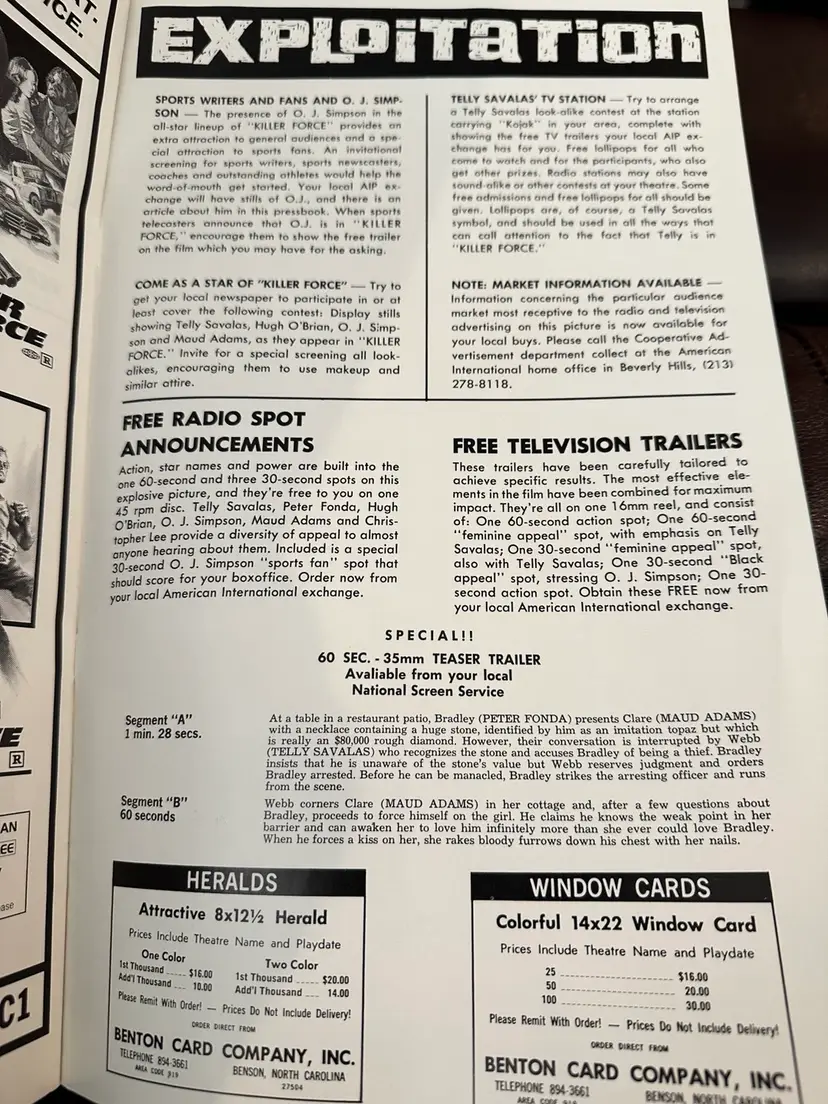 EXPLOITATION
SPORTS WRITERS AND FANS AND O. J. SIMP-
SON — The presence of O. J. Simpson in the
all-star lineup of "KILLER FORCE" provides an
extra attraction to general audiences and a spe-
cial attraction to sports fans. An invitational
screening for sports writers, sports newscasters,
coaches and outstanding athletes would help the
word-of-mouth get started. Your local AIP ex-
change will have stills of O.J., and there is an
article about him in this pressbook. When sports
telecasters announce that O.J. is in "KILLER
FORCE," encourage them to show the free trailer
on the film which you may have for the asking.
COME AS A STAR OF "KILLER FORCE" — Try to
get your local newspaper to participate in or at
least cover the following contest: Display stills
showing Telly Savalas, Hugh O'Brian, O. J. Simp-
son and Maud Adams, as they appear in "KILLER
FORCE." Invite for a special screening all look-
alikes, encouraging them to use makeup and
similar attire.
TELLY SAVALAS' TV STATION — Try to arrange
a Telly Savalas look-alike contest at the station
carrying "Kojak" in your area, complete with
showing the free TV trailers your local AIP ex-
change has for you. Free lollipops for all who
come to watch and for the participants, who also
get other prizes. Radio stations may also have
sound-alike or other contests at your theatre. Some
free admissions and free lollipops for all should be
given. Lollipops are, of course, a Telly Savalas
symbol, and should be used in all the ways that
can call attention to the fact that Telly is in
"KILLER FORCE."
NOTE: MARKET INFORMATION AVAILABLE —
Information concerning the particular audience
market most receptive to the radio and television
advertising on this picture is now available for
your local buys. Please call the Cooperative Ad-
vertisement department collect at the American
International home office in Beverly Hills, (213)
278-8118.
FREE RADIO SPOT
ANNOUNCEMENTS
Action, star names and power are built into the
one 60-second and three 30-second spots on this
explosive picture, and they're free to you on one
45 rpm disc. Telly Savalas, Peter Fonda, Hugh
O'Brian, O. J. Simpson, Maud Adams and Chris-
topher Lee provide a diversity of appeal to almost
anyone hearing about them. Included is a special
30-second O. J. Simpson "sports fan" spot that
should score for your boxoffice. Order now from
your local American International exchange.
FREE TELEVISION TRAILERS
These trailers have been carefully tailored to
achieve specific results. The most effective ele-
ments in the film have been combined for maximum
impact. They're all on one 16mm reel, and consist
of: One 60-second action spot; One 60-second
"feminine appeal" spot, with emphasis on Telly
Savalas; One 30-second "feminine appeal" spot,
also with Telly Savalas; One 30-second "Black
appeal" spot, stressing O. J. Simpson; One 30-
second action spot. Obtain these FREE now from
your local American International exchange.
SPECIAL!!
60 SEC. - 35mm TEASER TRAILER
Avaliable from your local
National Screen Service
Segment "A"
1 min. 28 secs.
At a table in a restaurant patio, Bradley (PETER FONDA) presents Clare (MAUD ADAMS)
with a necklace containing a huge stone, identified by him as an imitation topaz but which
is really an $80,000 rough diamond. However, their conversation is interrupted by Webb
(TELLY SAVALAS) who recognizes the stone and accuses Bradley of being a thief. Bradley
insists that he is unaware of the stone's value but Webb reserves judgment and orders
Bradley arrested. Before he can be manacled, Bradley strikes the arresting officer and runs
from the scene.
Segment "B"
60 seconds
Webb corners Clare (MAUD ADAMS) in her cottage and, after a few questions about
Bradley, proceeds to force himself on the girl. He claims he knows the weak point in her
barrier and can awaken her to love him infinitely more than she ever could love Bradley.
When he forces a kiss on her, she rakes bloody furrows down his chest with her nails.
HERALDS
Attractive 8x12½ Herald
Prices Include Theatre Name and Playdate
One Color
1st Thousand ..... $16.00
Add'l Thousand ... 10.00
Two Color
1st Thousand ..... $20.00
Add'l Thousand ... 14.00
Please Remit With Order! — Prices Do Not Include Delivery!
ORDER DIRECT FROM
BENTON CARD COMPANY, INC.
TELEPHONE 894-3661
AREA CODE 919
BENSON, NORTH CAROLINA
27504
WINDOW CARDS
Colorful 14x22 Window Card
Prices Include Theatre Name and Playdate
25 ..... $16.00
50 ..... 20.00
100 ..... 30.00
Please Remit With Order! — Prices Do Not Include Delivery!
ORDER DIRECT FROM
BENTON CARD COMPANY, INC.
TELEPHONE 894-3661
AREA CODE 919
BENSON, NORTH CAROLINA
C1